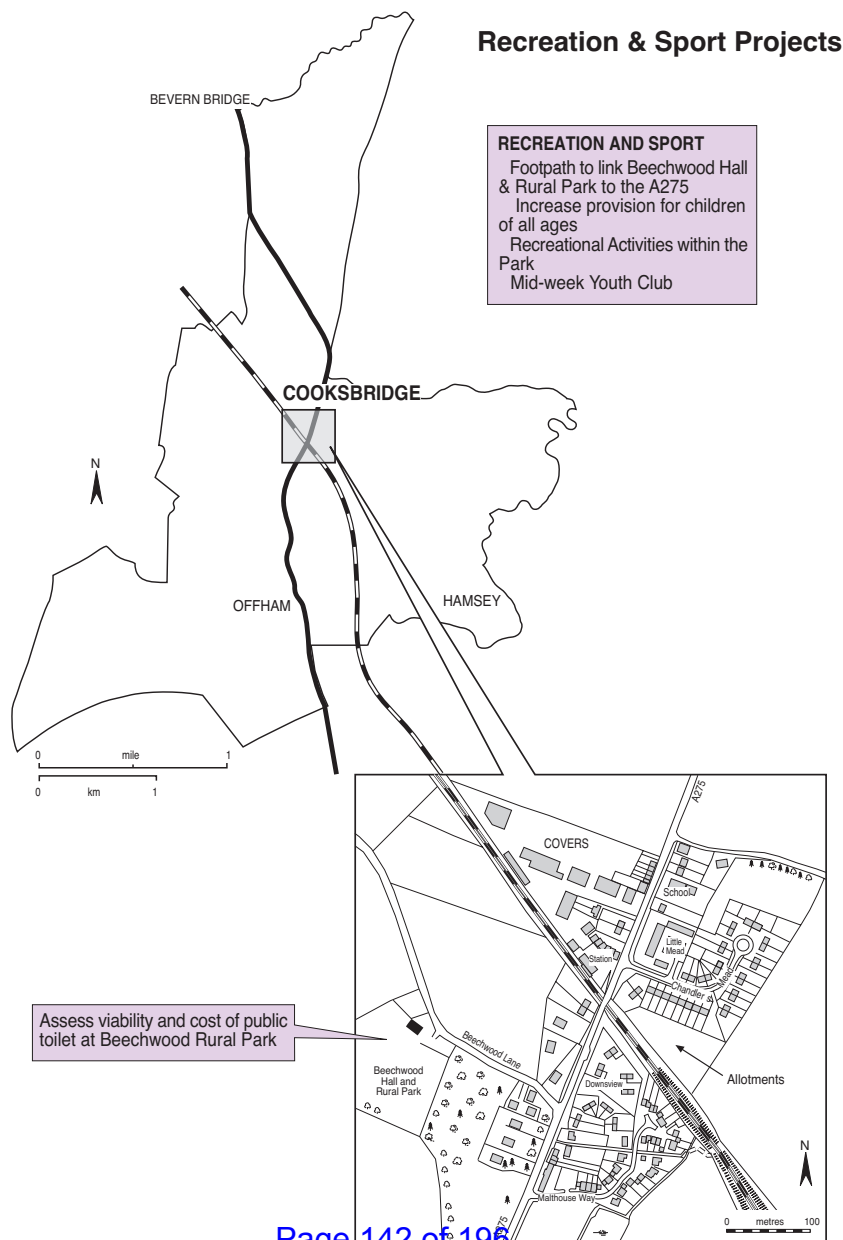 Recreation & Sport Projects
BEVERN BRIDGE
RECREATION AND SPORT
Footpath to link Beechwood Hall
& Rural Park to the A275
Increase provision for children
of all ages
Recreational Activities within the
Park
Mid-week Youth Club
COOKSBRIDGE
N
OFFHAM
HAMSEY
0 mile 1
0 km 1
A275
COVERS
School
Little
Mead
Station
Chandlers
Mead
Assess viability and cost of public
toilet at Beechwood Rural Park
Beechwood Lane
Beechwood
Hall and
Rural Park
Downsview
Allotments
N
Malthouse Way
A275
0 metres 100
Page 142 of 196